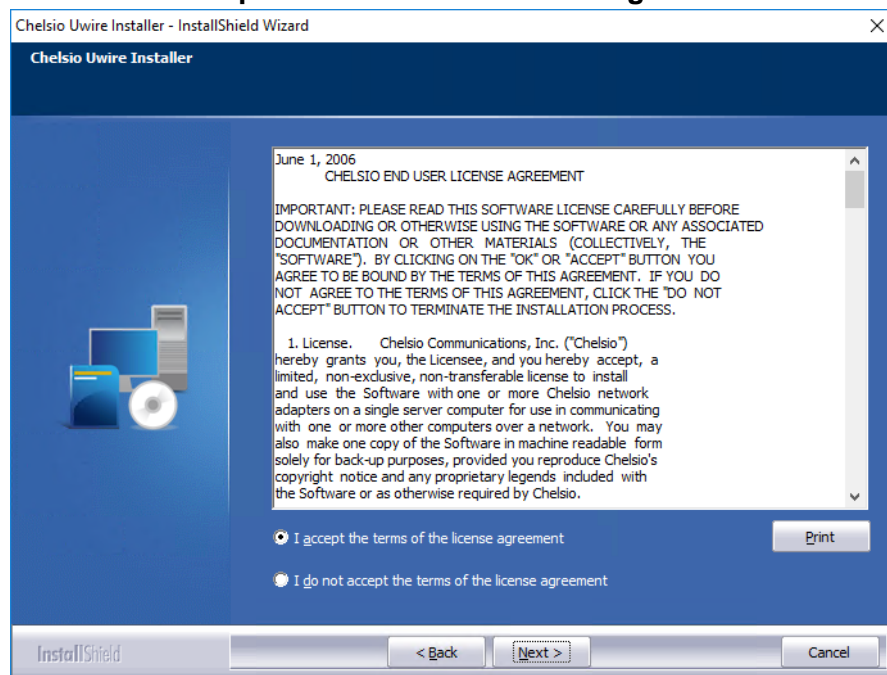 Chelsio Uwire Installer - InstallShield Wizard
Chelsio Uwire Installer
June 1, 2006
CHELSIO END USER LICENSE AGREEMENT
IMPORTANT: PLEASE READ THIS SOFTWARE LICENSE CAREFULLY BEFORE
DOWNLOADING OR OTHERWISE USING THE SOFTWARE OR ANY ASSOCIATED
DOCUMENTATION OR OTHER MATERIALS (COLLECTIVELY, THE
"SOFTWARE"). BY CLICKING ON THE "OK" OR "ACCEPT" BUTTON YOU
AGREE TO BE BOUND BY THE TERMS OF THIS AGREEMENT. IF YOU DO
NOT AGREE TO THE TERMS OF THIS AGREEMENT, CLICK THE "DO NOT
ACCEPT" BUTTON TO TERMINATE THE INSTALLATION PROCESS.
1. License. Chelsio Communications, Inc. ("Chelsio")
hereby grants you, the Licensee, and you hereby accept, a
limited, non-exclusive, non-transferable license to install
and use the Software with one or more Chelsio network
adapters on a single server computer for use in communicating
with one or more other computers over a network. You may
also make one copy of the Software in machine readable form
solely for back-up purposes, provided you reproduce Chelsio's
copyright notice and any proprietary legends included with
the Software or as otherwise required by Chelsio.
I accept the terms of the license agreement
Print
I do not accept the terms of the license agreement
InstallShield
< Back
Next >
Cancel